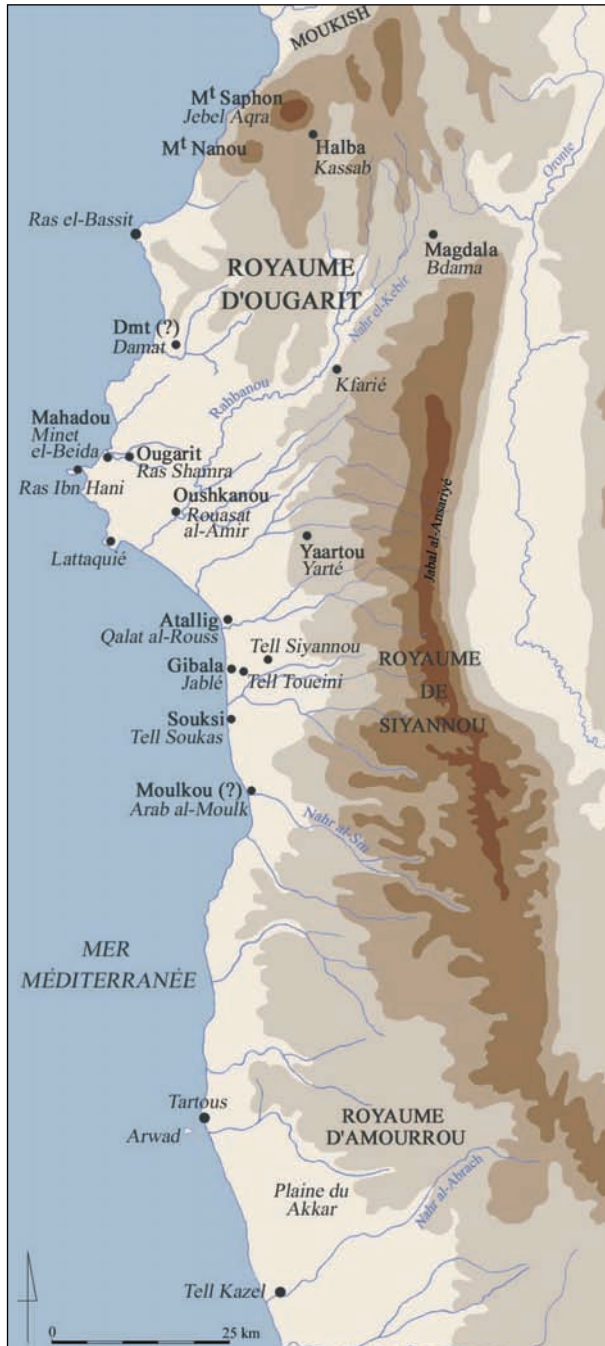 MOUKISH
Mt Saphon
Jebel Aqra
Halba
Kassab
Mt Nanou
Oronte
Ras el-Bassit
Magdala
Bdama
ROYAUME
D'OUGARIT
Nahr el-Kebir
Dmt (?)
Damat
Kfarié
Rahbanou
Mahadou
Minet
el-Beida
Ougarit
Ras Shamra
Ras Ibn Hani
Oushkanou
Rouasat
al-Amir
Lattaquié
Yaartou
Yarté
Jabal al-Ansariyé
Atallig
Qalat al-Rouss
Tell Siyannou
Gibala
Jablé
Tell Toueini
ROYAUME
DE
SIYANNOU
Souksi
Tell Soukas
Moulkou (?)
Arab al-Moulk
Nahr al-Sin
MER
MÉDITERRANÉE
Tartous
Arwad
ROYAUME
D'AMOURROU
Plaine du
Akkar
Nahr al-Abrach
Tell Kazel
0 25 km